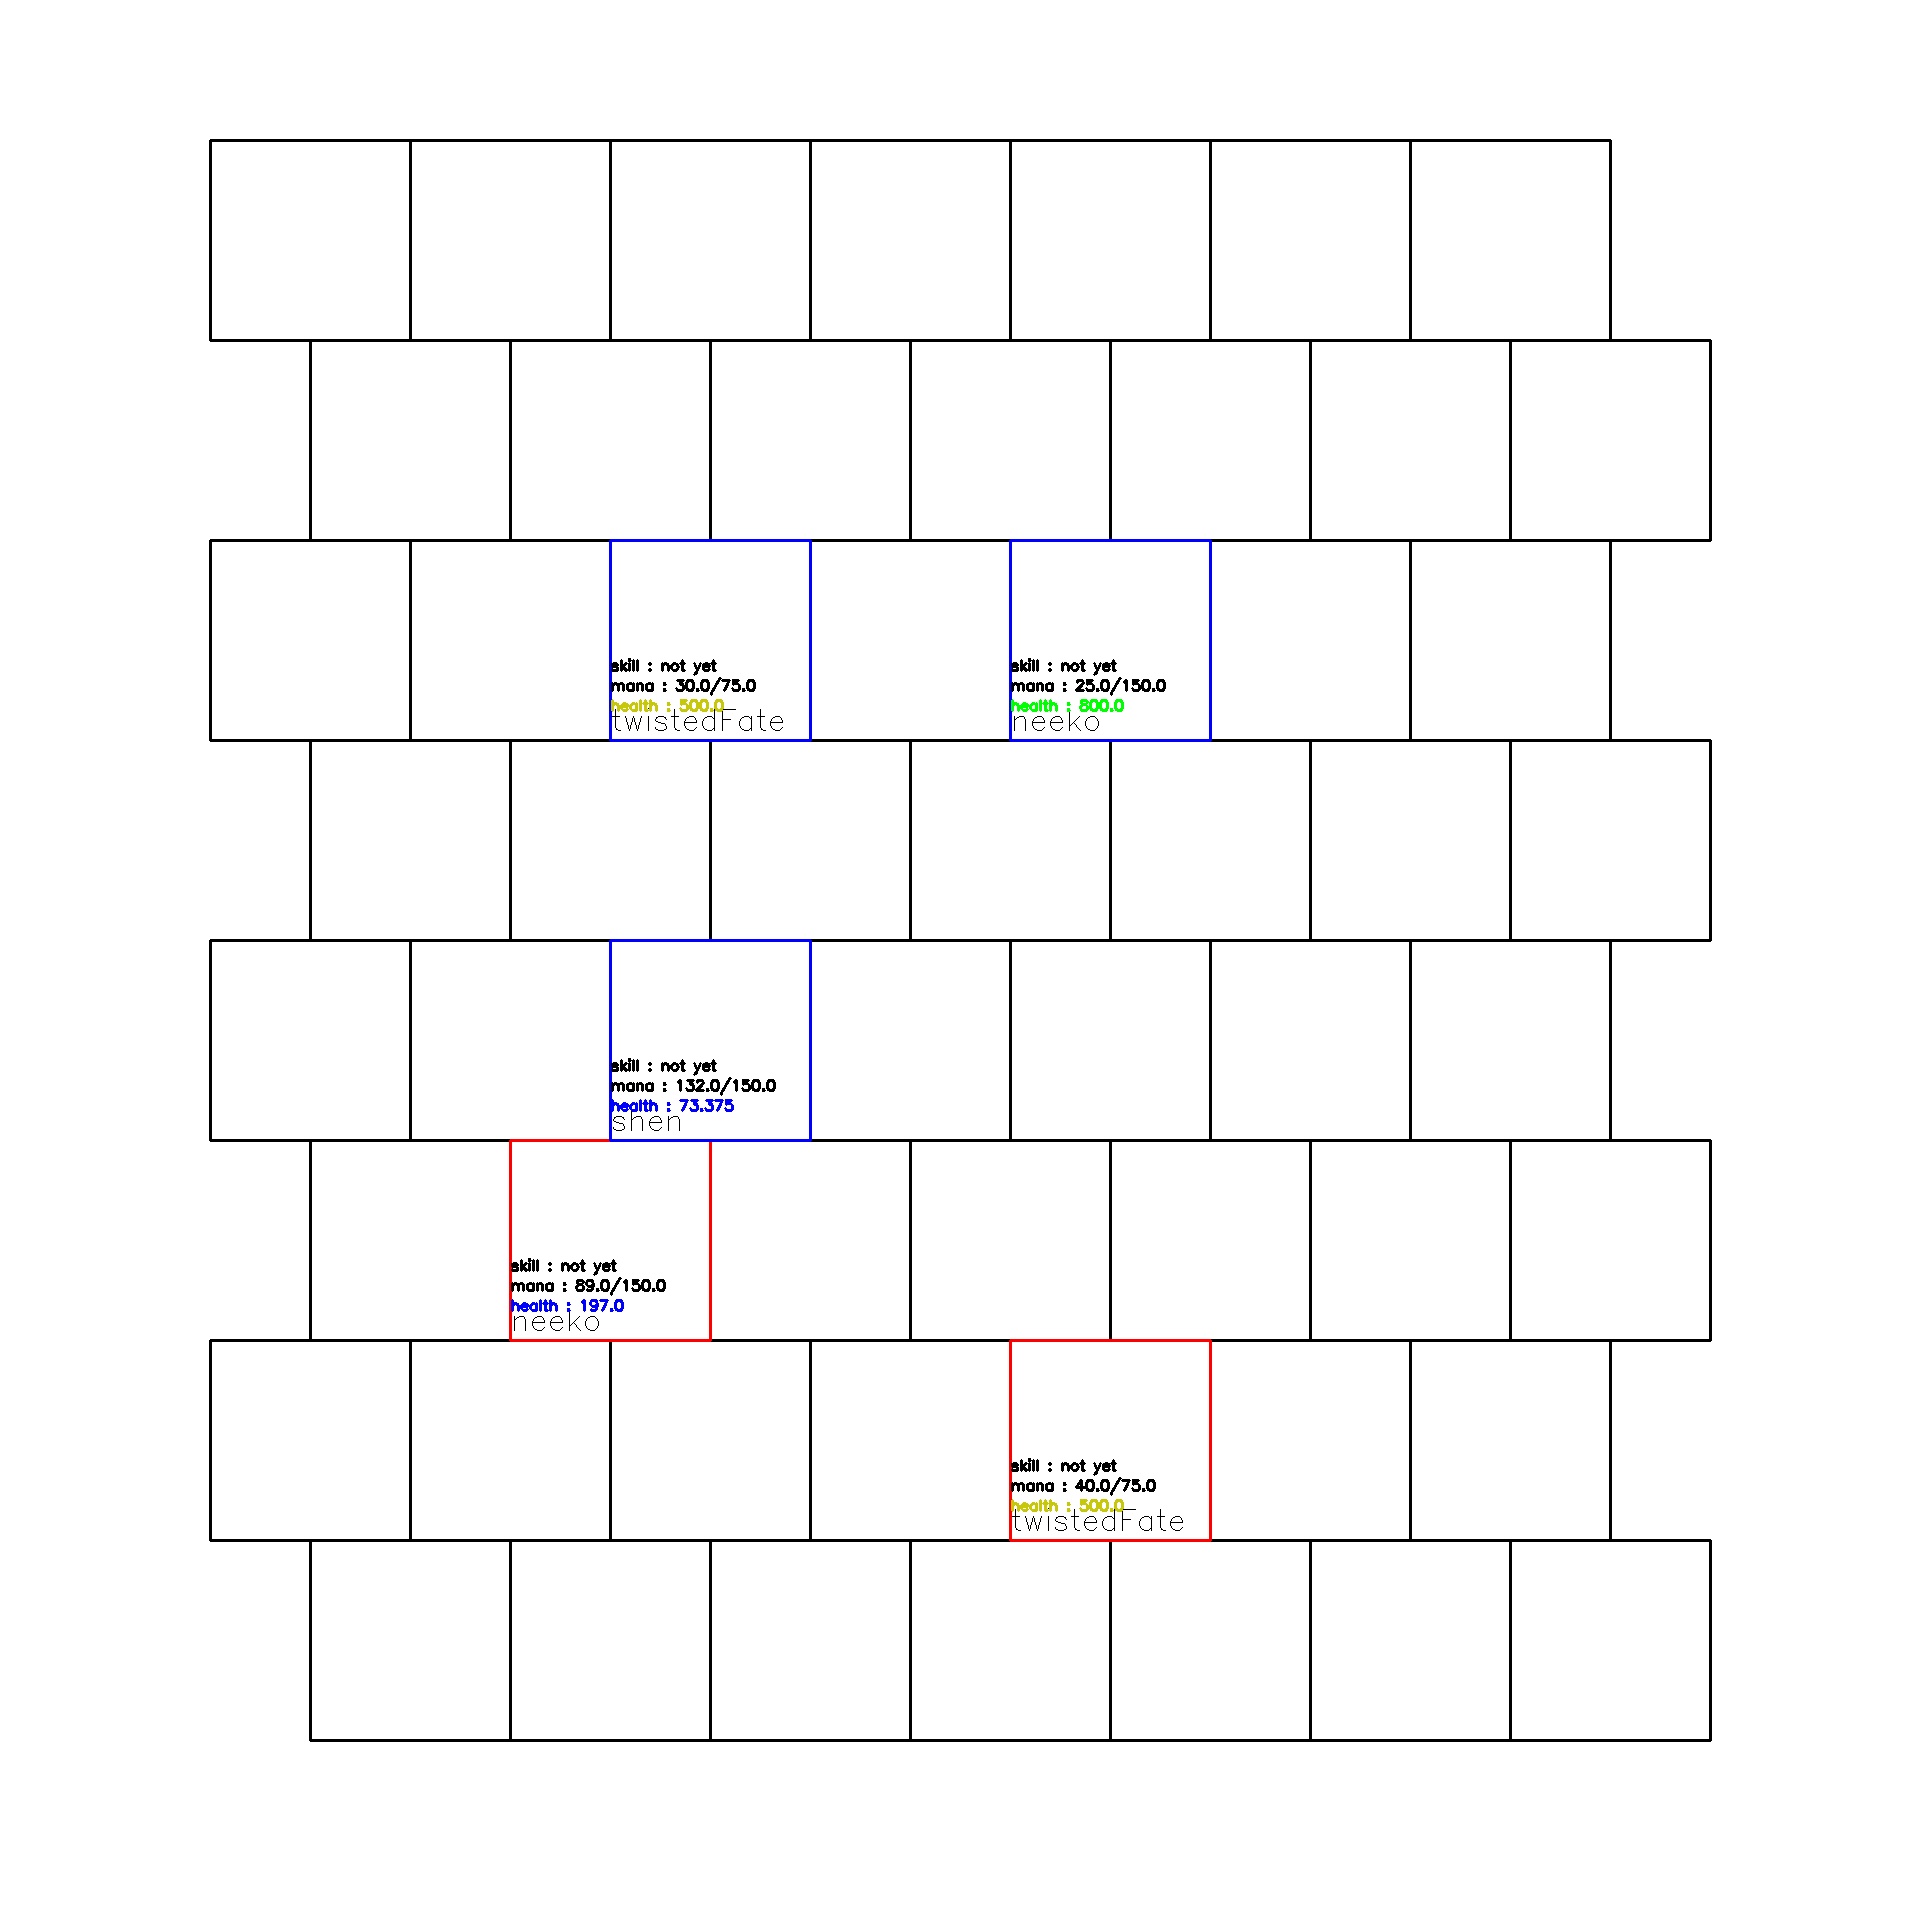 skill : not yet
mana : 30.0/75.0
health : 500.0
twistedFate
skill : not yet
mana : 25.0/150.0
health : 800.0
neeko
skill : not yet
mana : 132.0/150.0
health : 73.375
shen
skill : not yet
mana : 89.0/150.0
health : 197.0
neeko
skill : not yet
mana : 40.0/75.0
health : 500.0
twistedFate